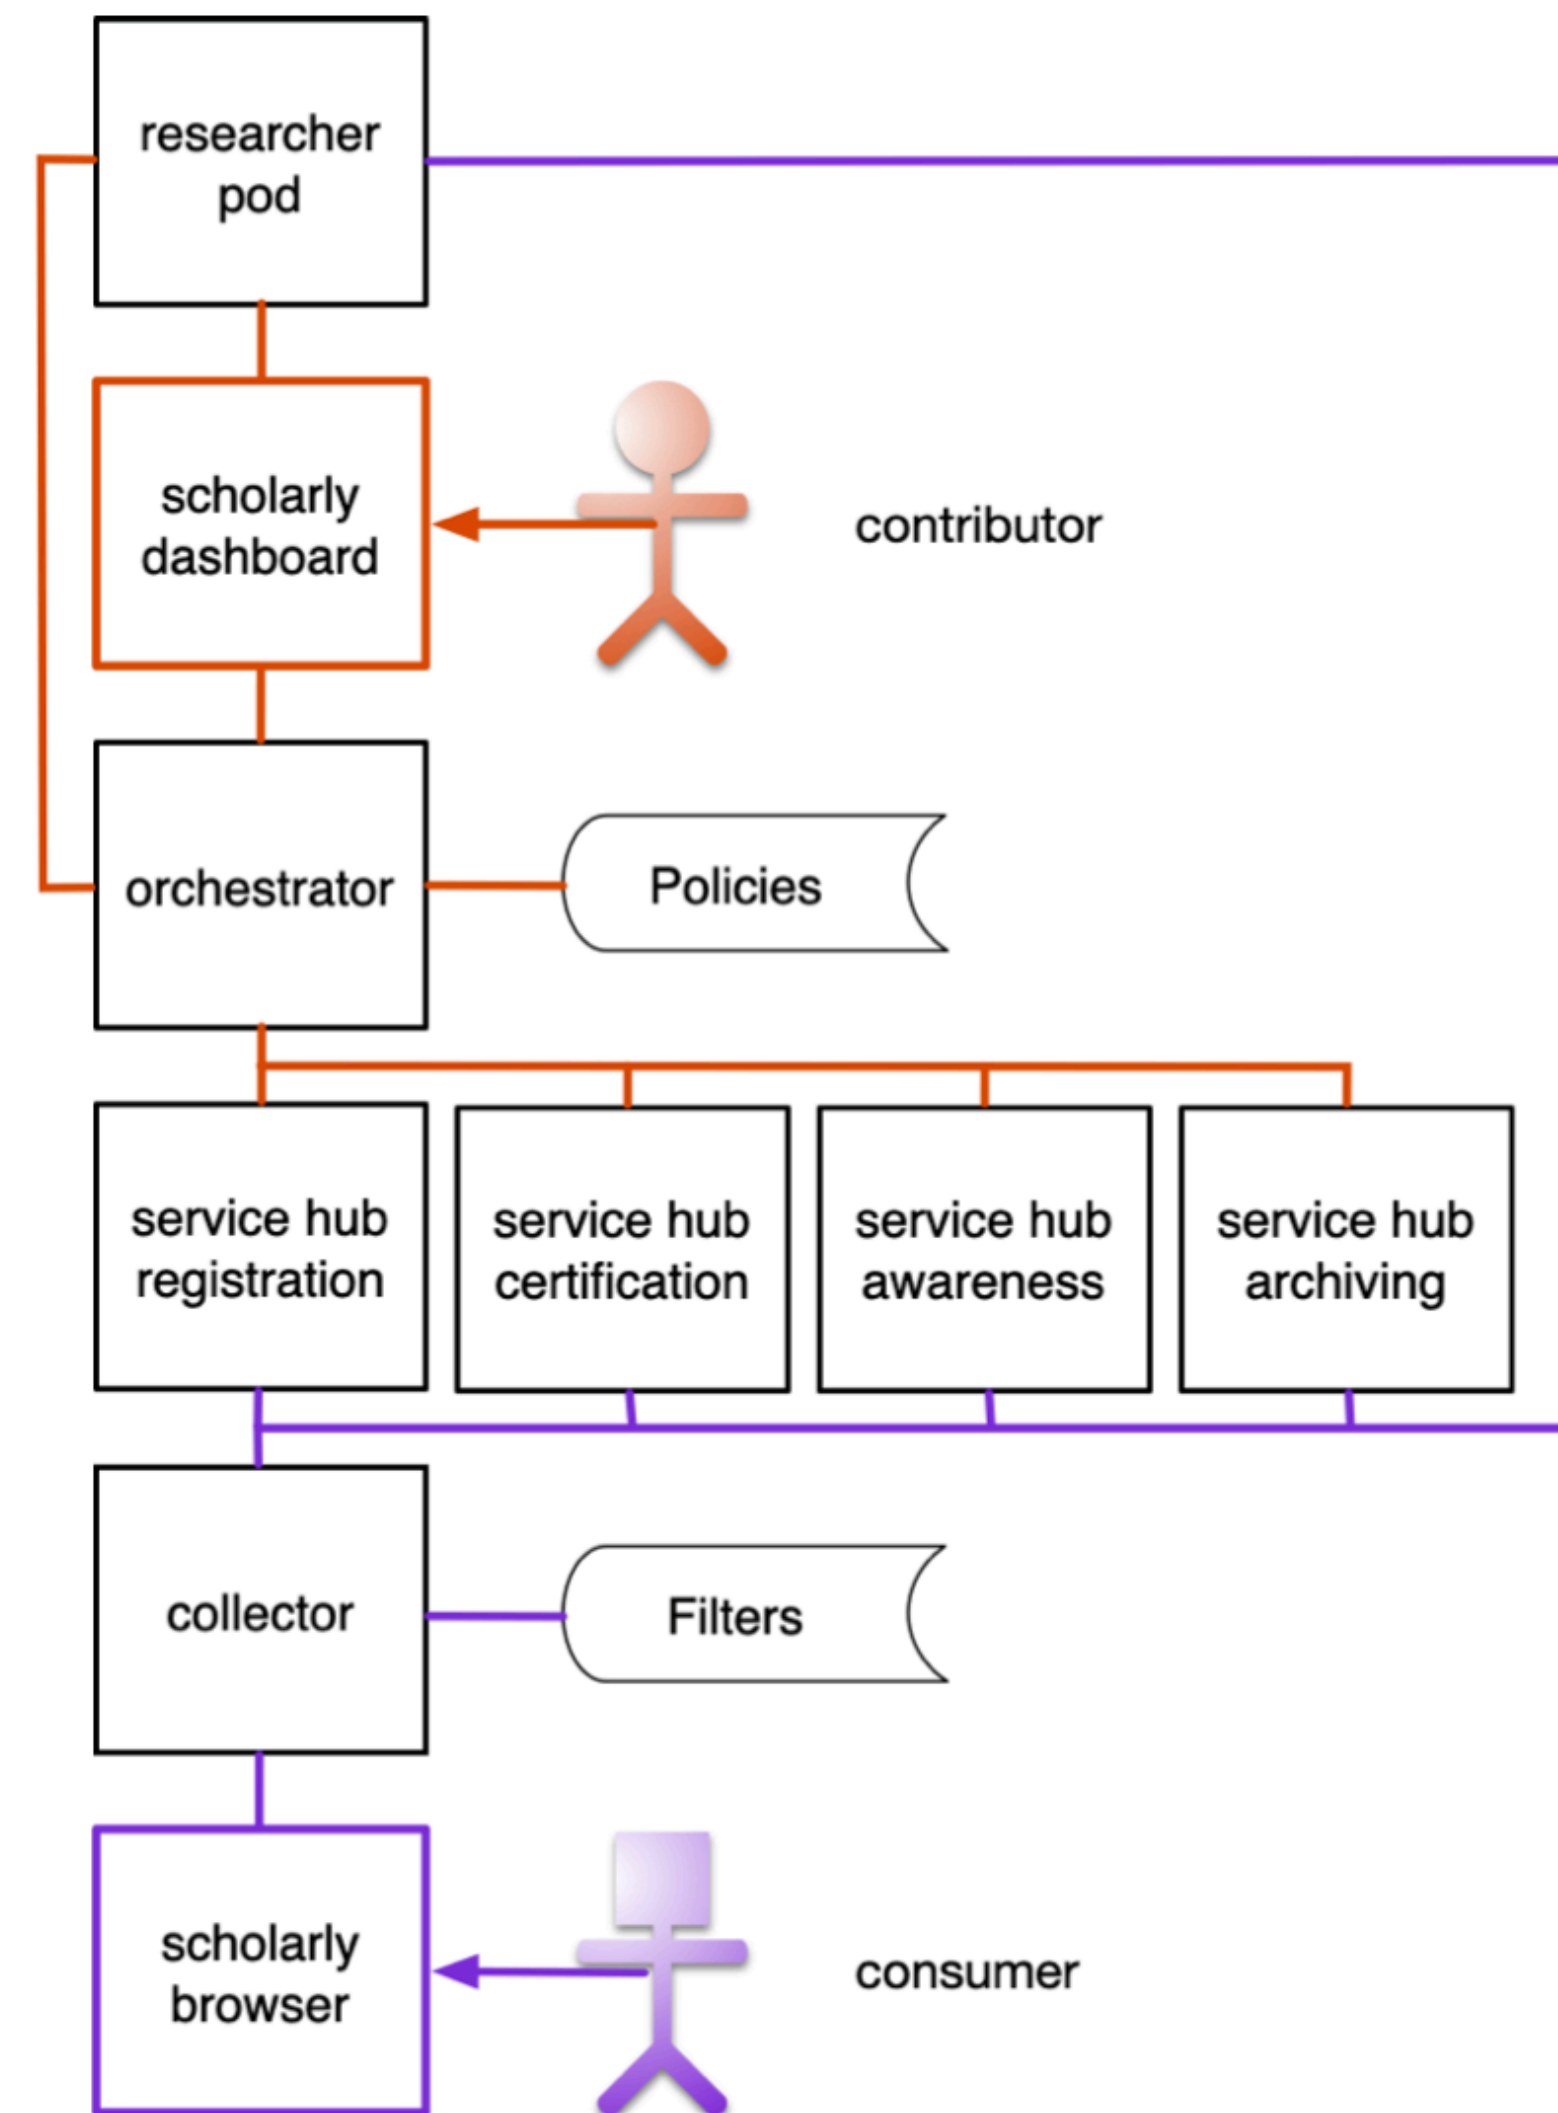 researcher
pod
scholarly
dashboard
contributor
orchestrator
Policies
service hub
registration
service hub
certification
service hub
awareness
service hub
archiving
collector
Filters
scholarly
browser
consumer